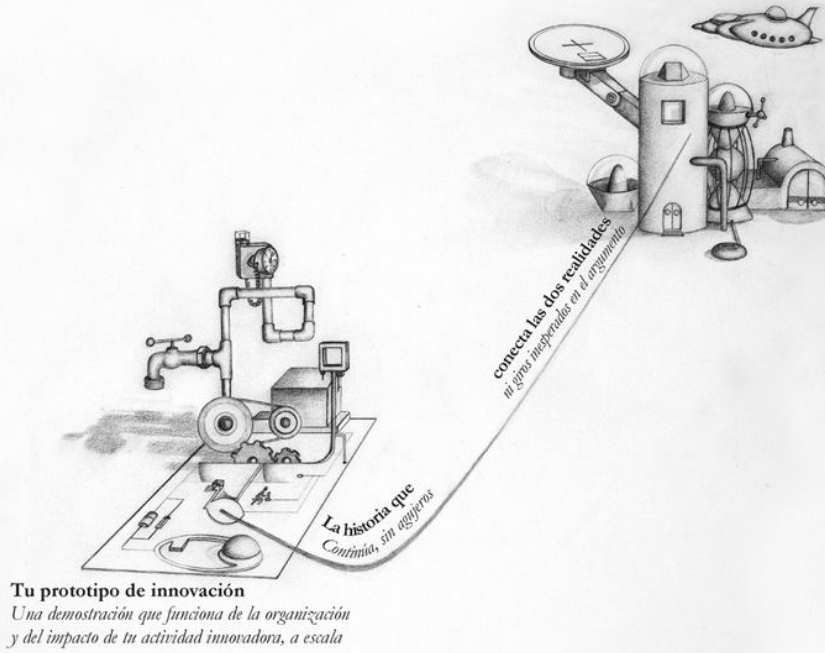 conecta las dos realidades
ni giros inesperados en el argumento
La historia que
Continúa, sin agujeros
Tu prototipo de innovación
Una demostración que funciona de la organización
y del impacto de tu actividad innovadora, a escala